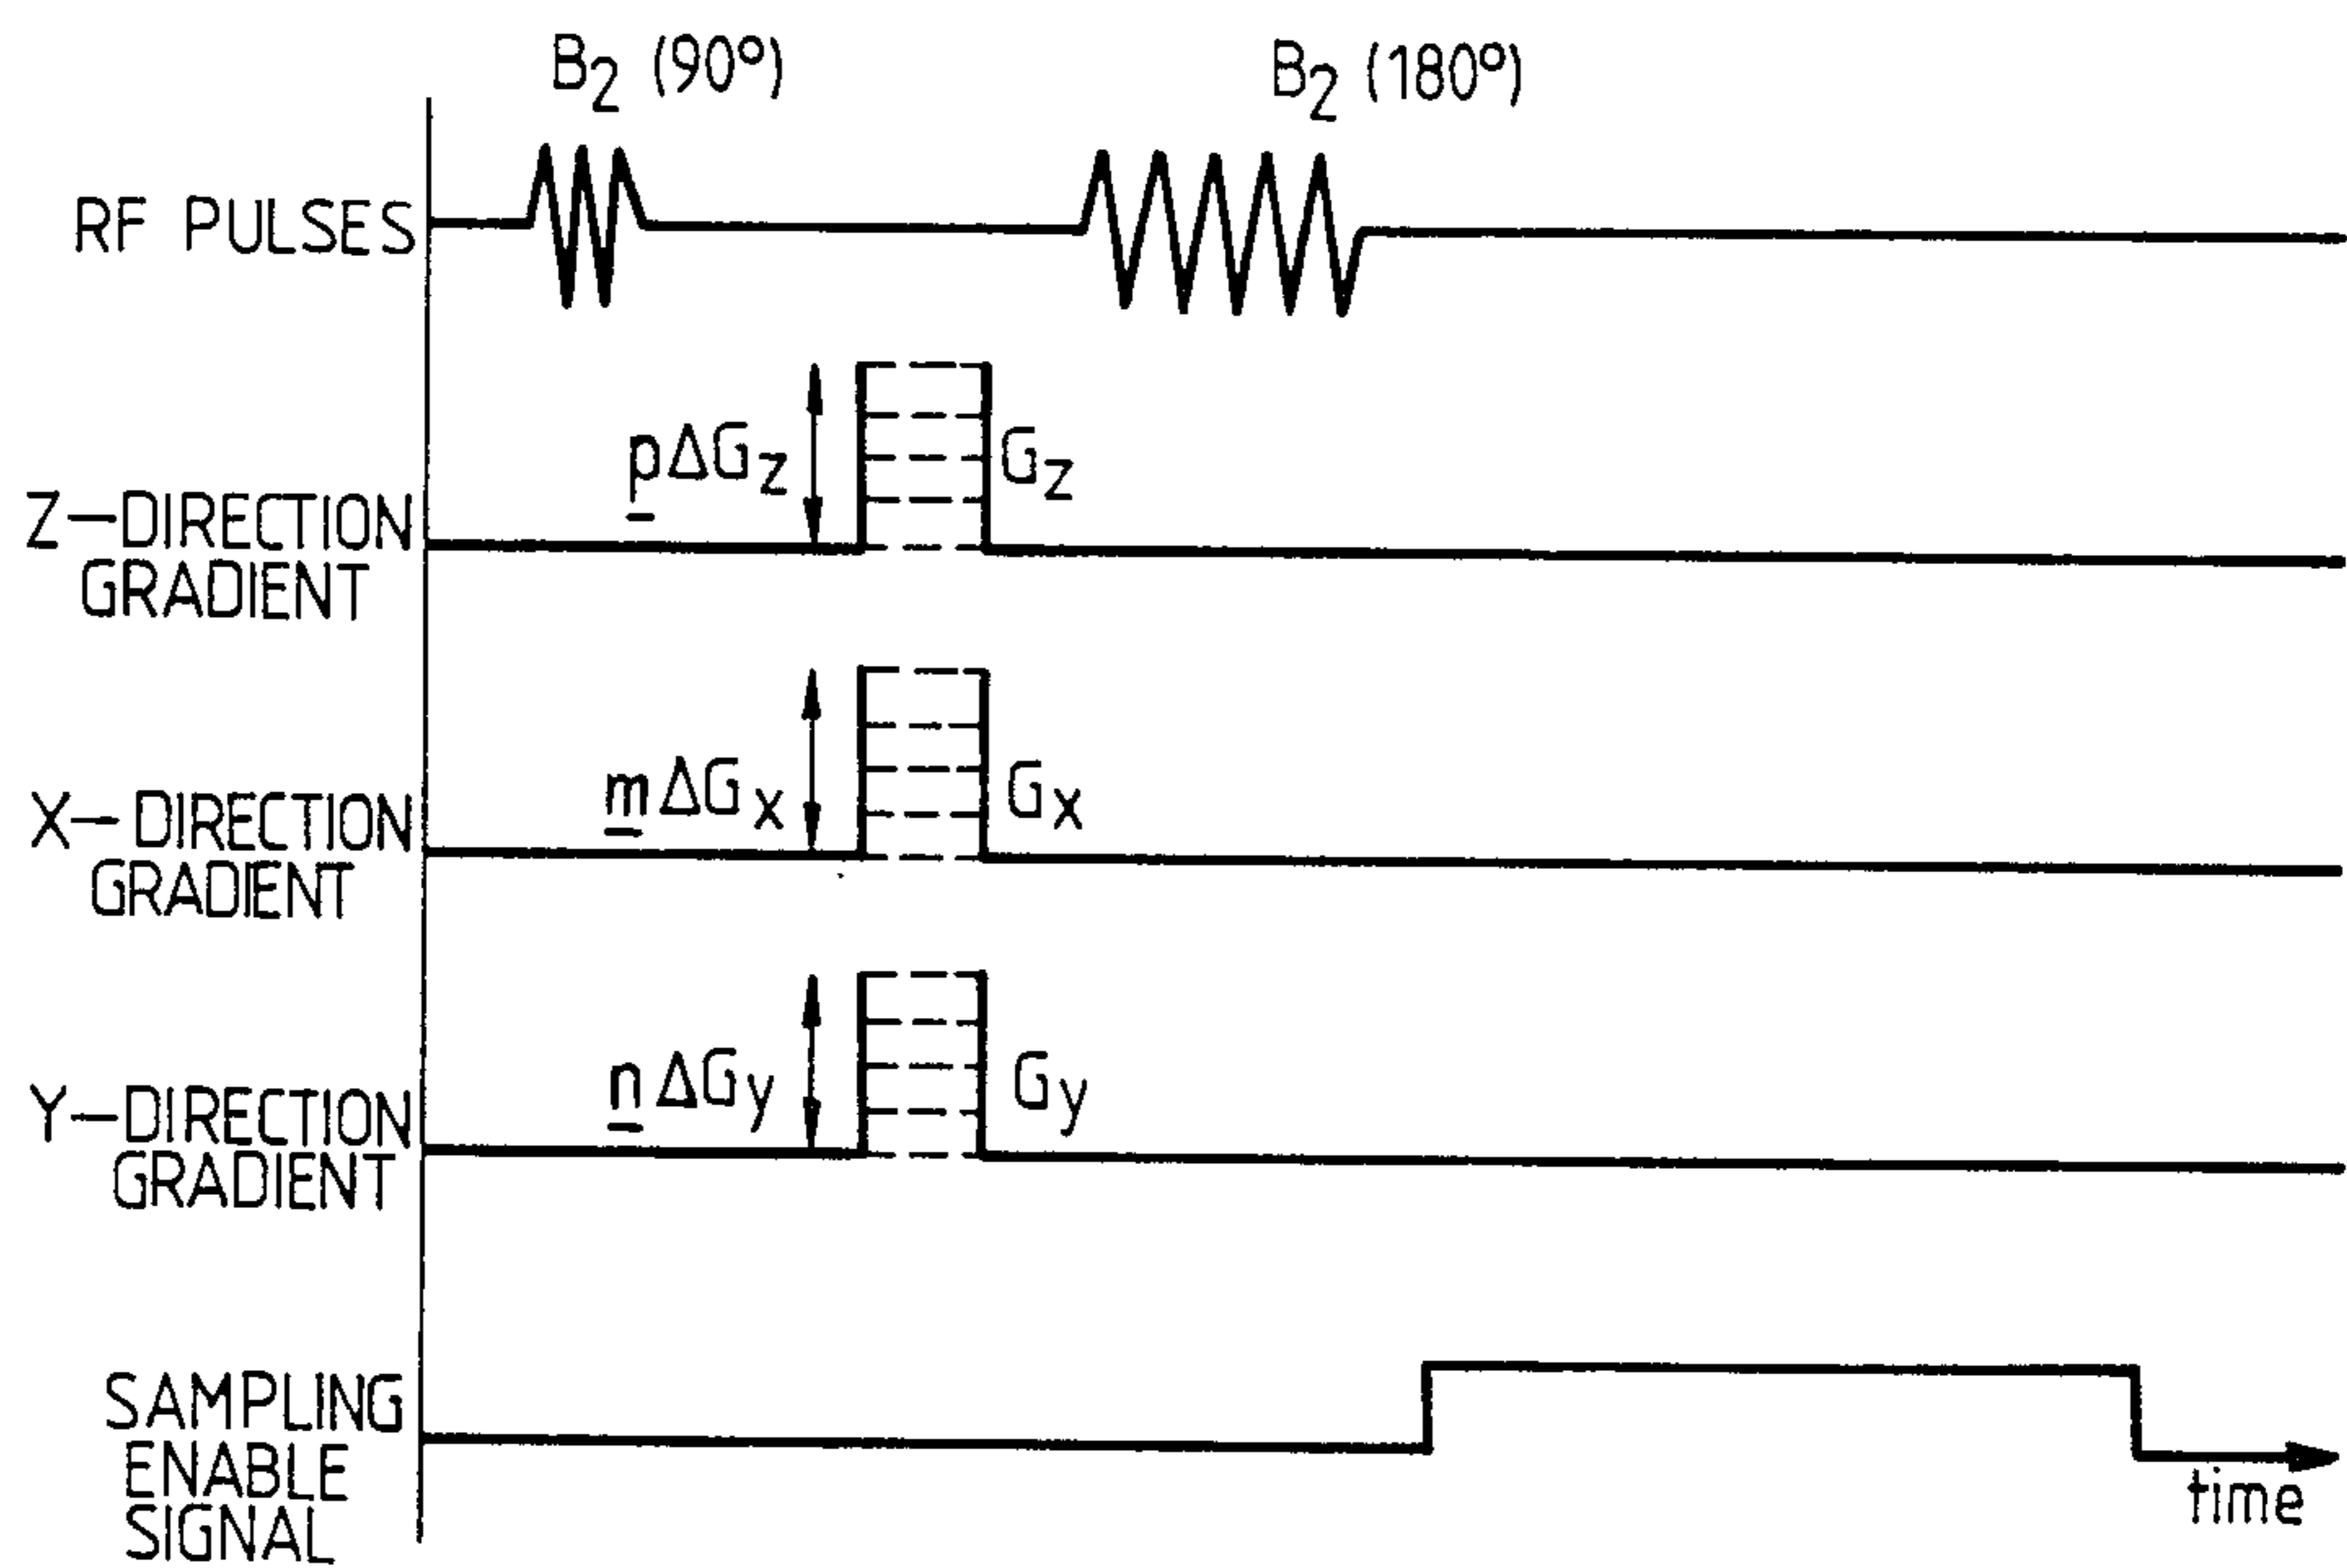 B2 (90°)
B2 (180°)
RF PULSES
pΔGz
Gz
Z-DIRECTION
GRADIENT
mΔGx
Gx
X-DIRECTION
GRADIENT
nΔGy
Gy
Y-DIRECTION
GRADIENT
SAMPLING
ENABLE
SIGNAL
time